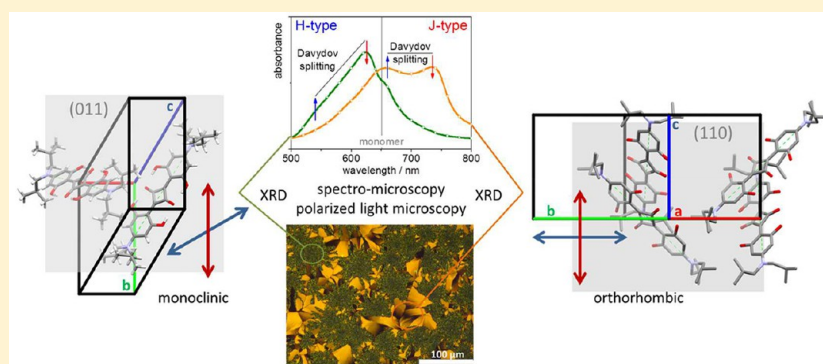 H-type
J-type
Davydov
splitting
Davydov
splitting
absorbance
monomer
500
600
700
800
wavelength / nm
(011)
c
b
monoclinic
XRD
spectro-microscopy
polarized light microscopy
XRD
100 µm
(110)
c
b
a
orthorhombic